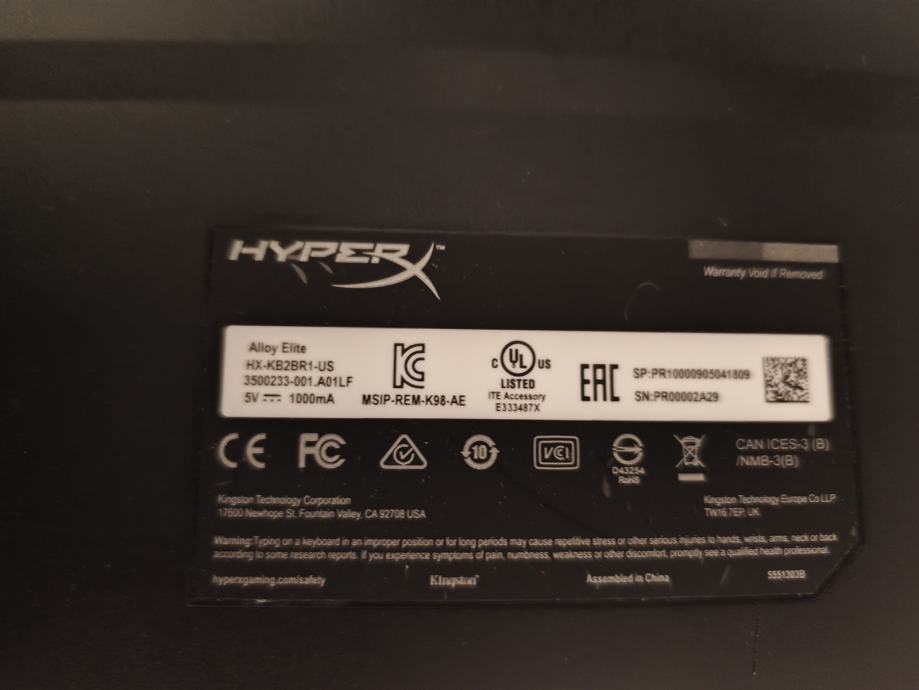 HYPERX™
Warranty Void if Removed
Alloy Elite
HX-KB2BR1-US
3500233-001.A01LF
5V ⎓ 1000mA
MSIP-REM-K98-AE
C UL US
LISTED
ITE Accessory
E333487X
EAC
SP:PR10000905041809
SN:PR00002A29
CE FC 10 VCI
D43254
RoHS
CAN ICES-3 (B)
/NMB-3(B)
Kingston Technology Corporation
17600 Newhope St. Fountain Valley, CA 92708 USA
Kingston Technology Europe Co LLP
TW16 7EP, UK
Warning:Typing on a keyboard in an improper position or for long periods may cause repetitive stress or other serious injuries to hands, wrists, arms, neck or back
according to some research reports. If you experience symptoms of pain, numbness, weakness or other discomfort, promptly see a qualified health professional.
hyperxgaming.com/safety
Kingston
Assembled in China
5551303B